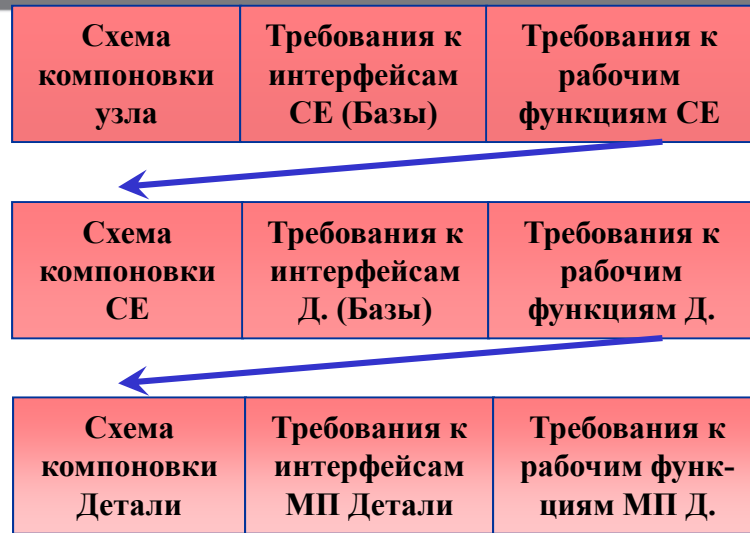 Схема
компоновки
узла
Требования к
интерфейсам
СЕ (Базы)
Требования к
рабочим
функциям СЕ
Схема
компоновки
СЕ
Требования к
интерфейсам
Д. (Базы)
Требования к
рабочим
функциям Д.
Схема
компоновки
Детали
Требования к
интерфейсам
МП Детали
Требования к
рабочим функ-
циям МП Д.